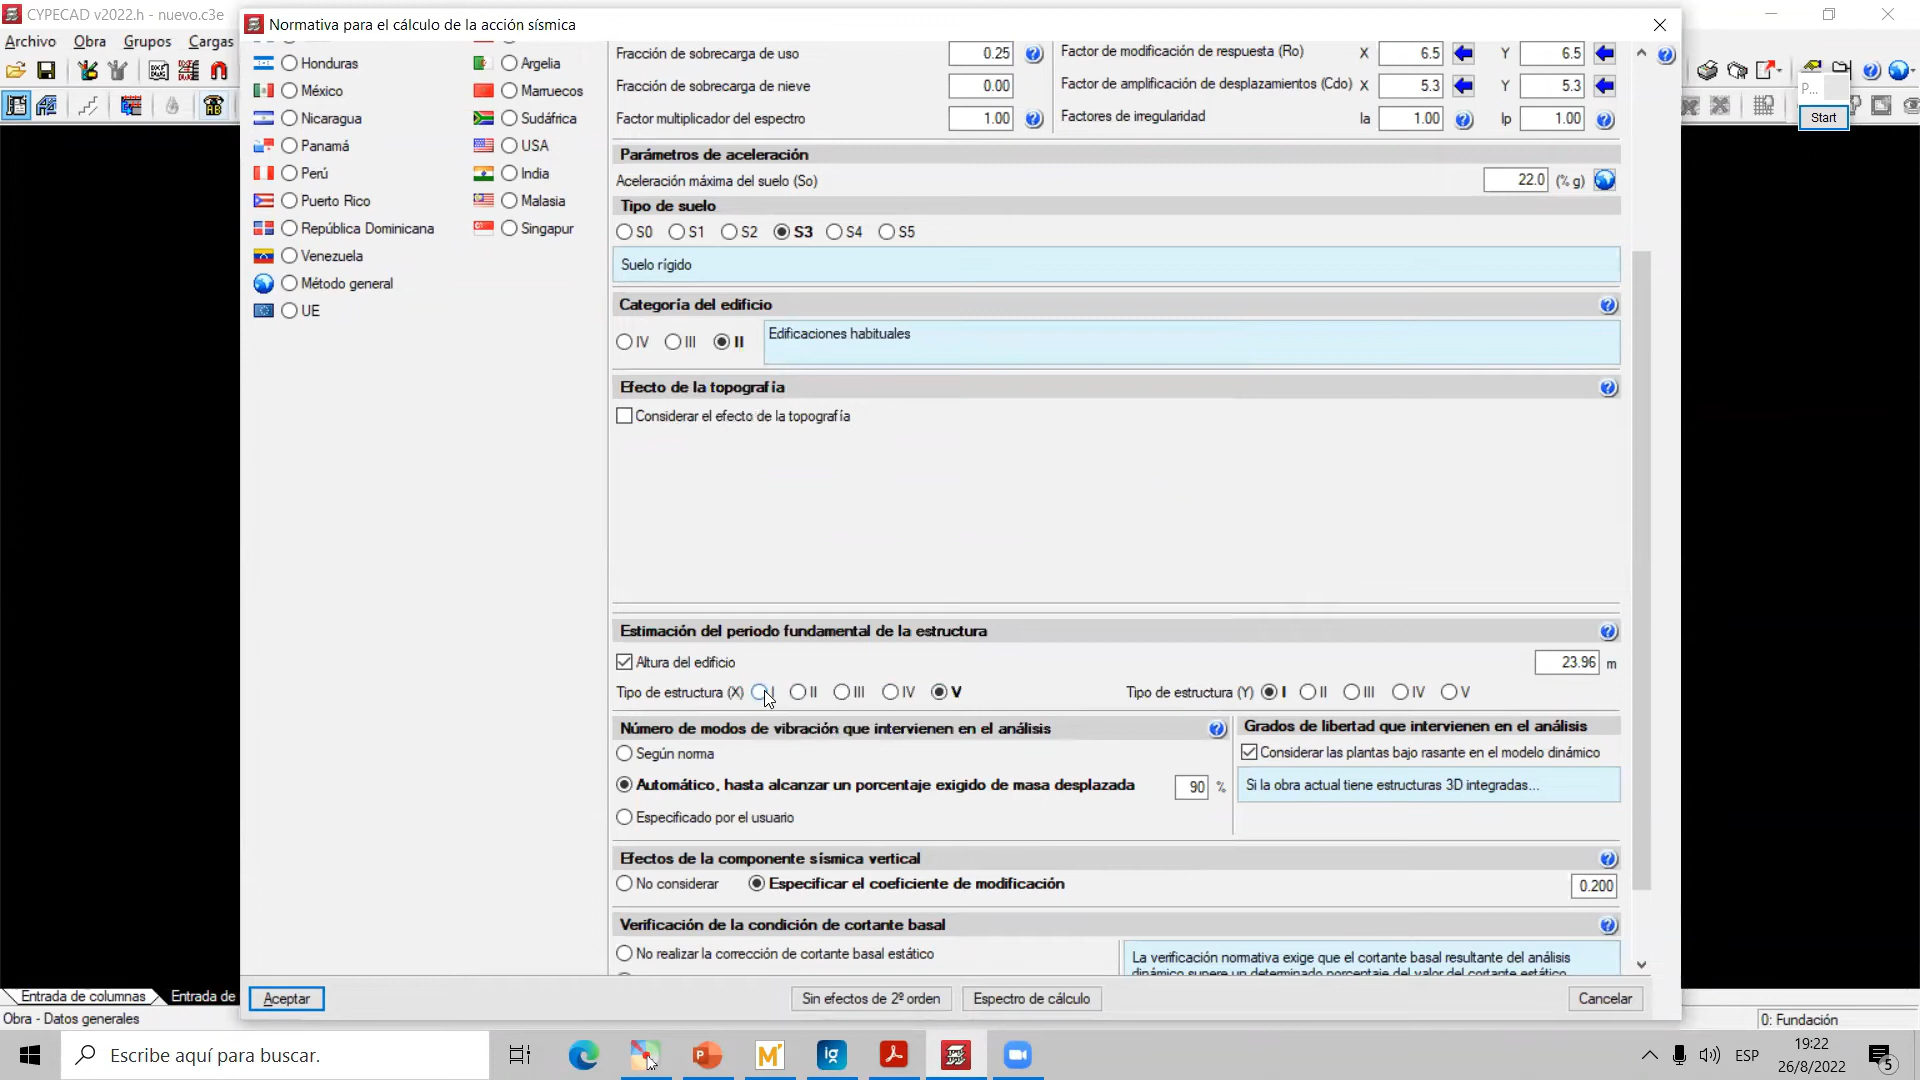 CYPECAD v2022.h - nuevo.c3e
Normativa para el cálculo de la acción sísmica
Archivo Obra Grupos Cargas
Honduras
México
Nicaragua
Panamá
Perú
Puerto Rico
República Dominicana
Venezuela
Método general
UE
Argelia
Marruecos
Sudáfrica
USA
India
Malasia
Singapur
Fracción de sobrecarga de uso 0.25
Fracción de sobrecarga de nieve 0.00
Factor multiplicador del espectro 1.00
Factor de modificación de respuesta (Ro) X 6.5 Y 6.5
Factor de amplificación de desplazamientos (Cdo) X 5.3 Y 5.3
Factores de irregularidad Ia 1.00 Ip 1.00
Parámetros de aceleración
Aceleración máxima del suelo (So) 22.0 (% g)
Tipo de suelo
S0 S1 S2 S3 S4 S5
Suelo rígido
Categoría del edificio
IV III II Edificaciones habituales
Efecto de la topografía
Considerar el efecto de la topografía
Estimación del periodo fundamental de la estructura
Altura del edificio 23.96 m
Tipo de estructura (X) I II III IV V Tipo de estructura (Y) I II III IV V
Número de modos de vibración que intervienen en el análisis
Según norma
Automático, hasta alcanzar un porcentaje exigido de masa desplazada 90 %
Especificado por el usuario
Grados de libertad que intervienen en el análisis
Considerar las plantas bajo rasante en el modelo dinámico
Si la obra actual tiene estructuras 3D integradas...
Efectos de la componente sísmica vertical
No considerar Especificar el coeficiente de modificación 0.200
Verificación de la condición de cortante basal
No realizar la corrección de cortante basal estático
La verificación normativa exige que el cortante basal resultante del análisis
dinámico supere un determinado porcentaje del valor del cortante estático
Aceptar Sin efectos de 2º orden Espectro de cálculo Cancelar
P...
Start
Entrada de columnas Entrada de
Obra - Datos generales
0: Fundación
Escribe aquí para buscar.
ESP
19:22
26/8/2022
5